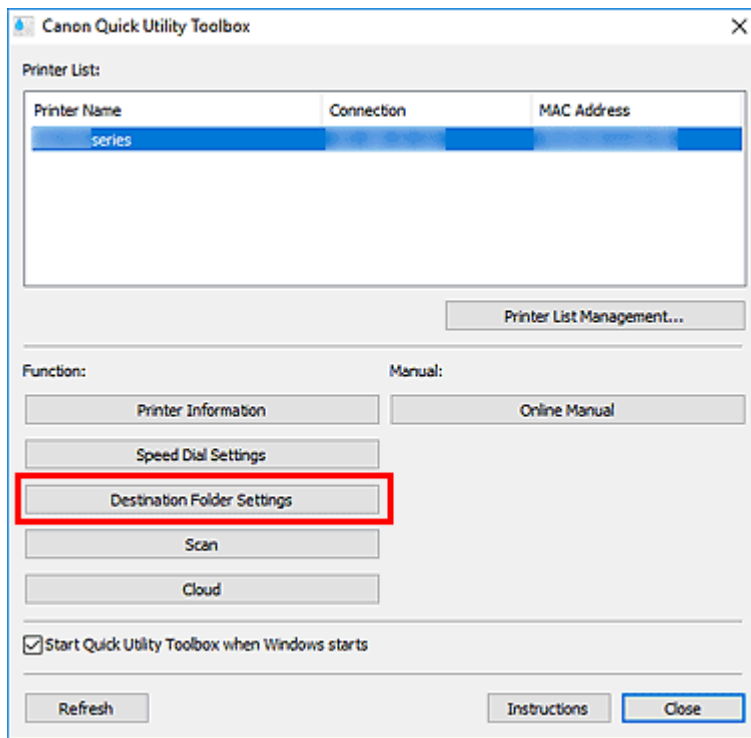 Canon Quick Utility Toolbox
Printer List:
Printer Name Connection MAC Address
series
Printer List Management...
Function: Manual:
Printer Information Online Manual
Speed Dial Settings
Destination Folder Settings
Scan
Cloud
Start Quick Utility Toolbox when Windows starts
Refresh Instructions Close